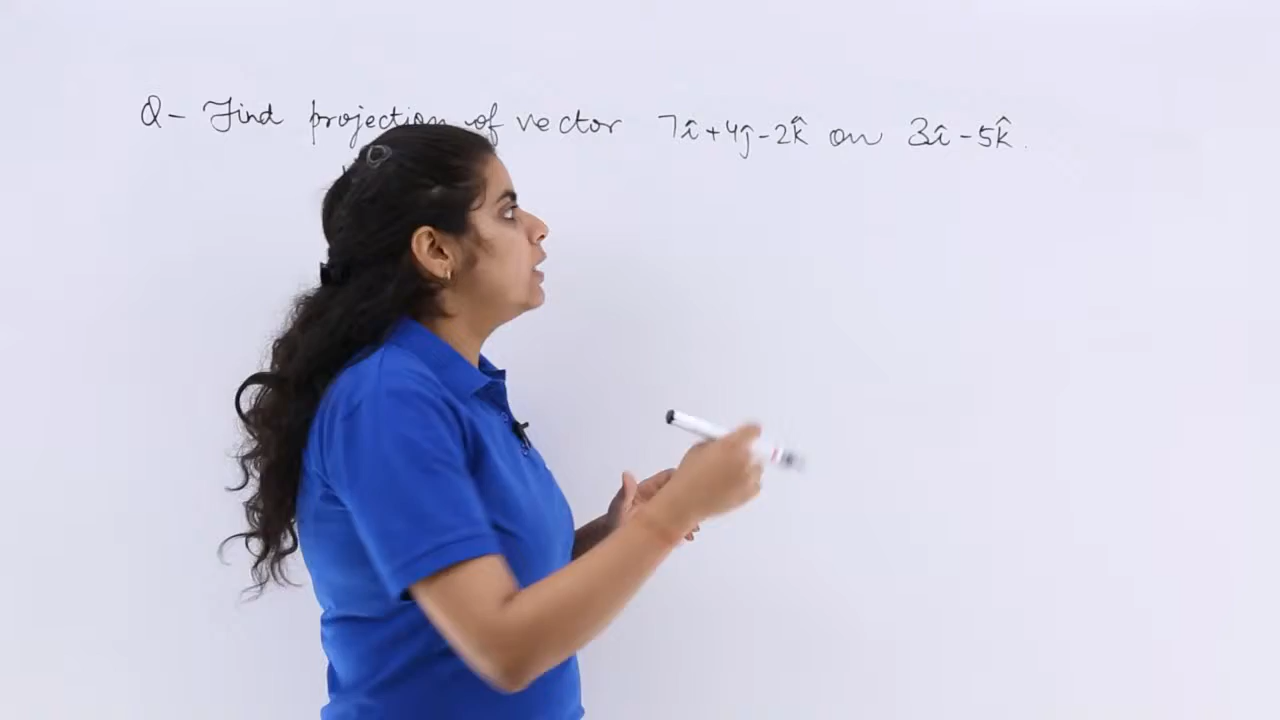 Q- Find projection of vector 7î+4ĵ-2k̂ on 3î-5k̂.